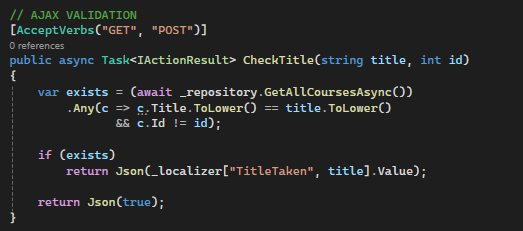 // AJAX VALIDATION
[AcceptVerbs("GET", "POST")]
0 references
public async Task<IActionResult> CheckTitle(string title, int id)
{
    var exists = (await _repository.GetAllCoursesAsync())
        .Any(c => c.Title.ToLower() == title.ToLower()
               && c.Id != id);

    if (exists)
        return Json(_localizer["TitleTaken", title].Value);

    return Json(true);
}